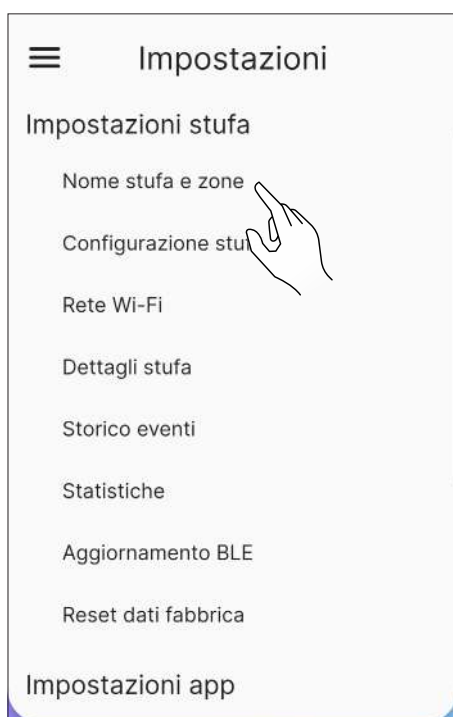 Impostazioni
Impostazioni stufa
Nome stufa e zone
Configurazione
Rete Wi-Fi
Dettagli stufa
Storico eventi
Statistiche
Aggiornamento BLE
Reset dati fabbrica
Impostazioni app